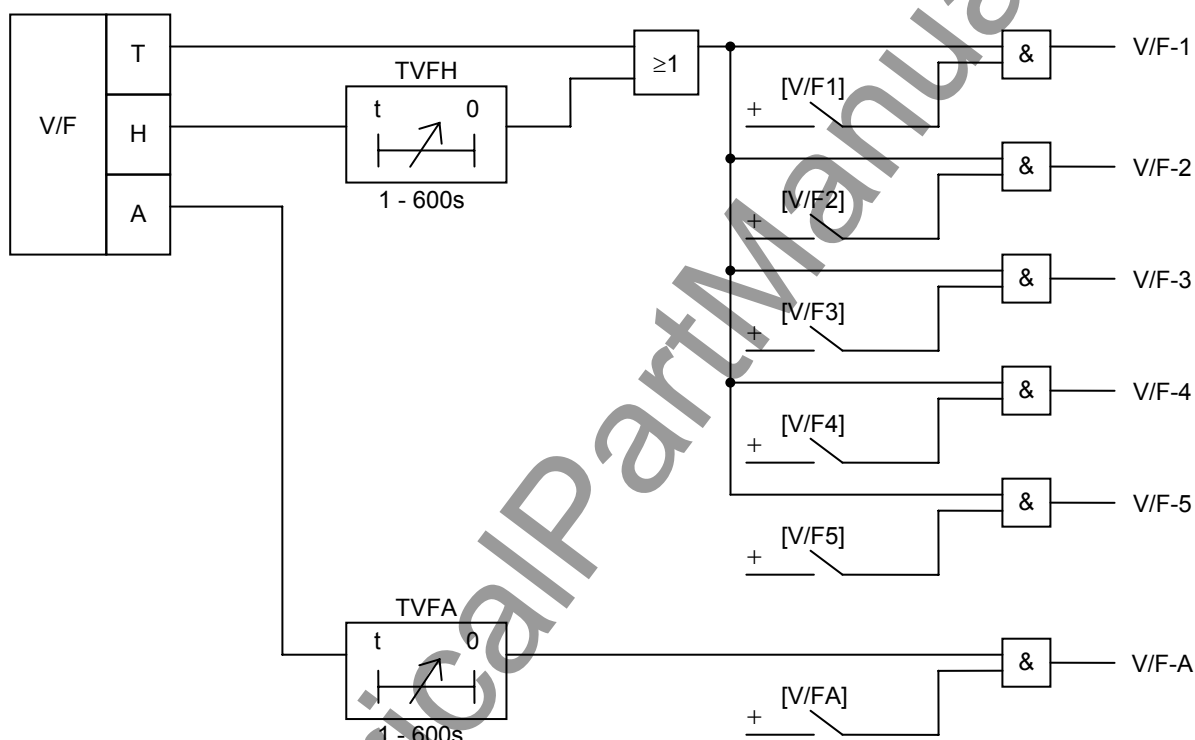 V/F
T
H
A
TVFH
t 0
1 - 600s
≥1
[V/F1]
+
&
V/F-1
[V/F2]
+
&
V/F-2
[V/F3]
+
&
V/F-3
[V/F4]
+
&
V/F-4
[V/F5]
+
&
V/F-5
TVFA
t 0
1 - 600s
[V/FA]
+
&
V/F-A
ricalPartManua